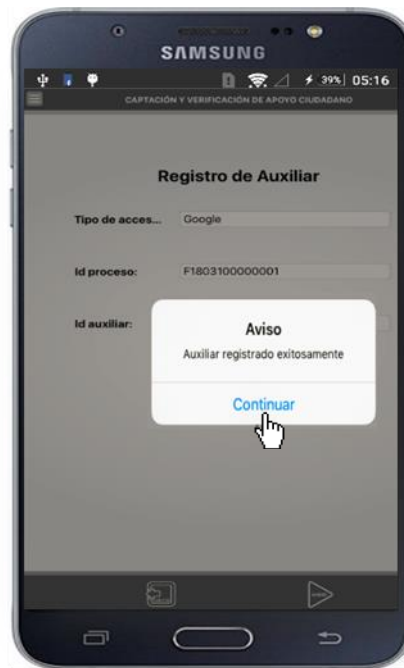 SAMSUNG
39% 05:16
CAPTACIÓN Y VERIFICACIÓN DE APOYO CIUDADANO
Registro de Auxiliar
Tipo de acces... Google
Id proceso: F1803100000001
Id auxiliar:
Aviso
Auxiliar registrado exitosamente
Continuar